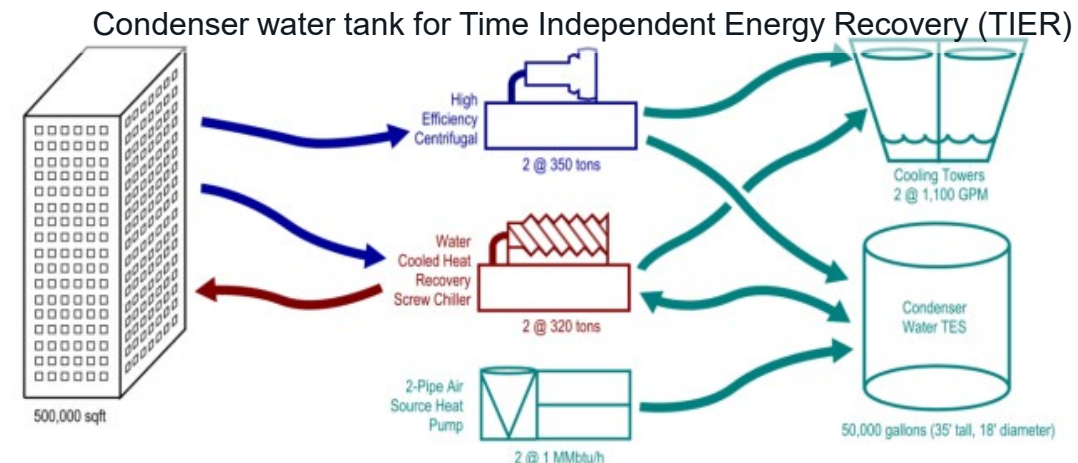 Condenser water tank for Time Independent Energy Recovery (TIER)
High
Efficiency
Centrifugal
2 @ 350 tons
Cooling Towers
2 @ 1,100 GPM
Water
Cooled Heat
Recovery
Screw Chiller
2 @ 320 tons
Condenser
Water TES
2-Pipe Air
Source Heat
Pump
2 @ 1 MMbtu/h
500,000 sqft
50,000 gallons (35' tall, 18' diameter)